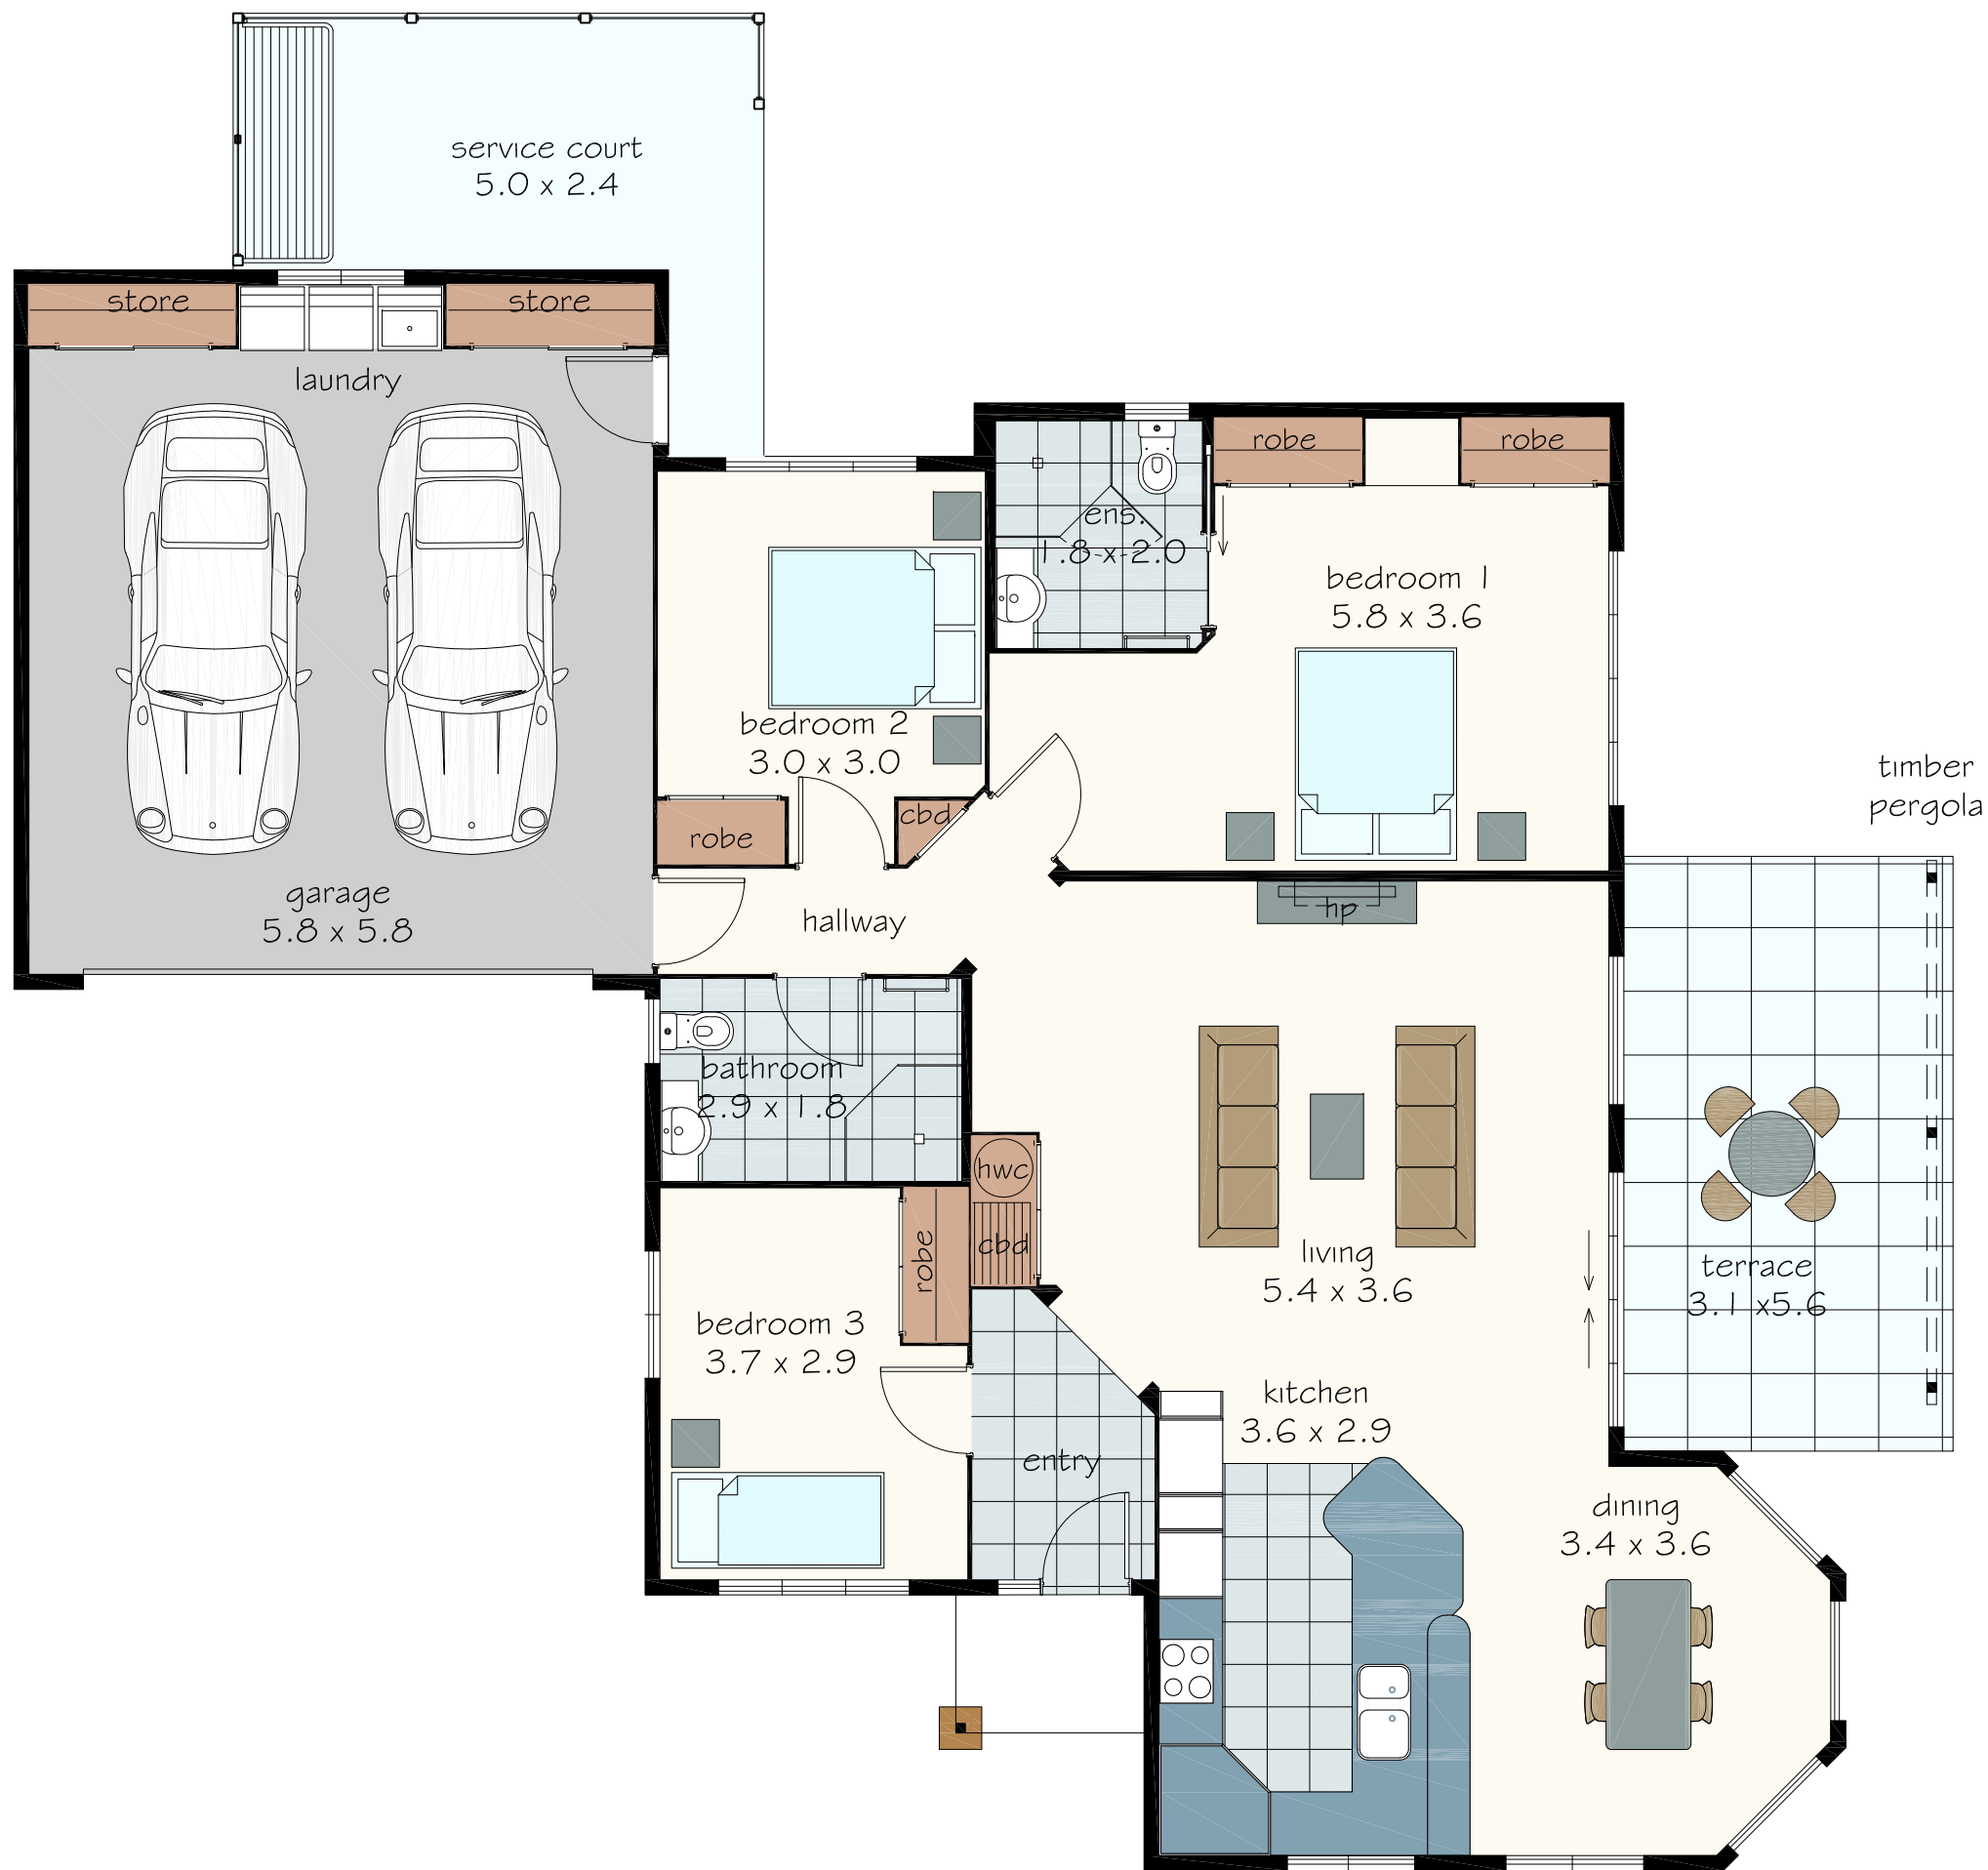 service court
5.0 x 2.4
store
store
laundry
robe
robe
ens.
1.8 x 2.0
bedroom 1
5.8 x 3.6
bedroom 2
3.0 x 3.0
timber
pergola
cbd
robe
garage
5.8 x 5.8
hallway
hp
bathroom
2.9 x 1.8
hwc
cbd
robe
living
5.4 x 3.6
terrace
3.1 x5.6
bedroom 3
3.7 x 2.9
kitchen
3.6 x 2.9
entry
dining
3.4 x 3.6